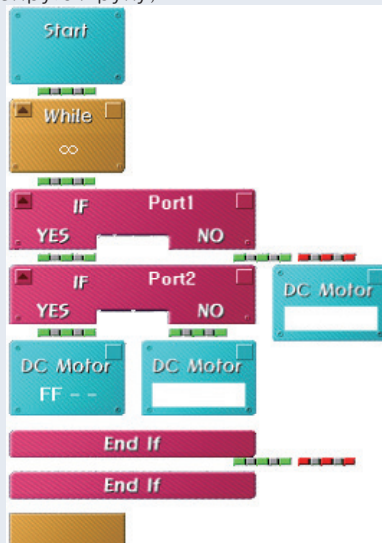 Start
While
∞
IF Port1
YES NO
IF Port2
YES NO
DC Motor
DC Motor
FF - -
DC Motor
End If
End If